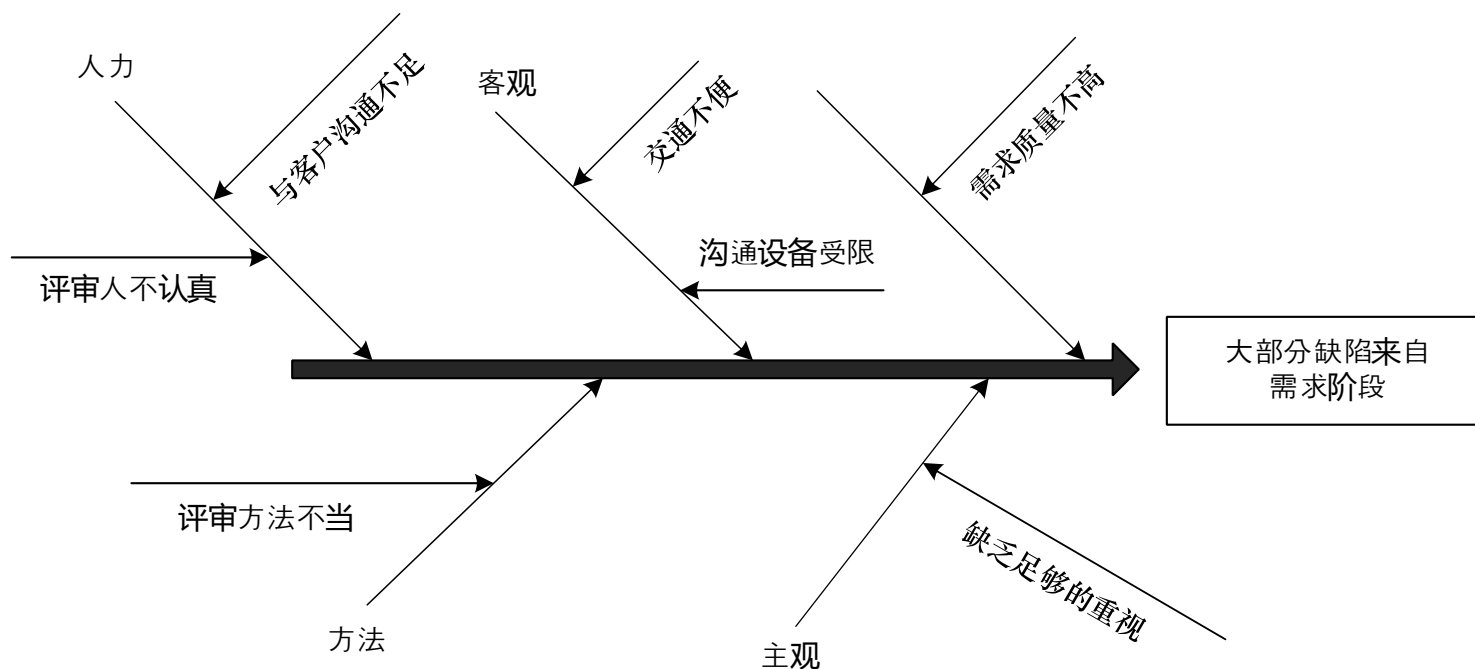 人力
与客户沟通不足
客观
交通不便
需求质量不高
评审人不认真
沟通设备受限
大部分缺陷来自
需求阶段
评审方法不当
缺乏足够的重视
方法
主观